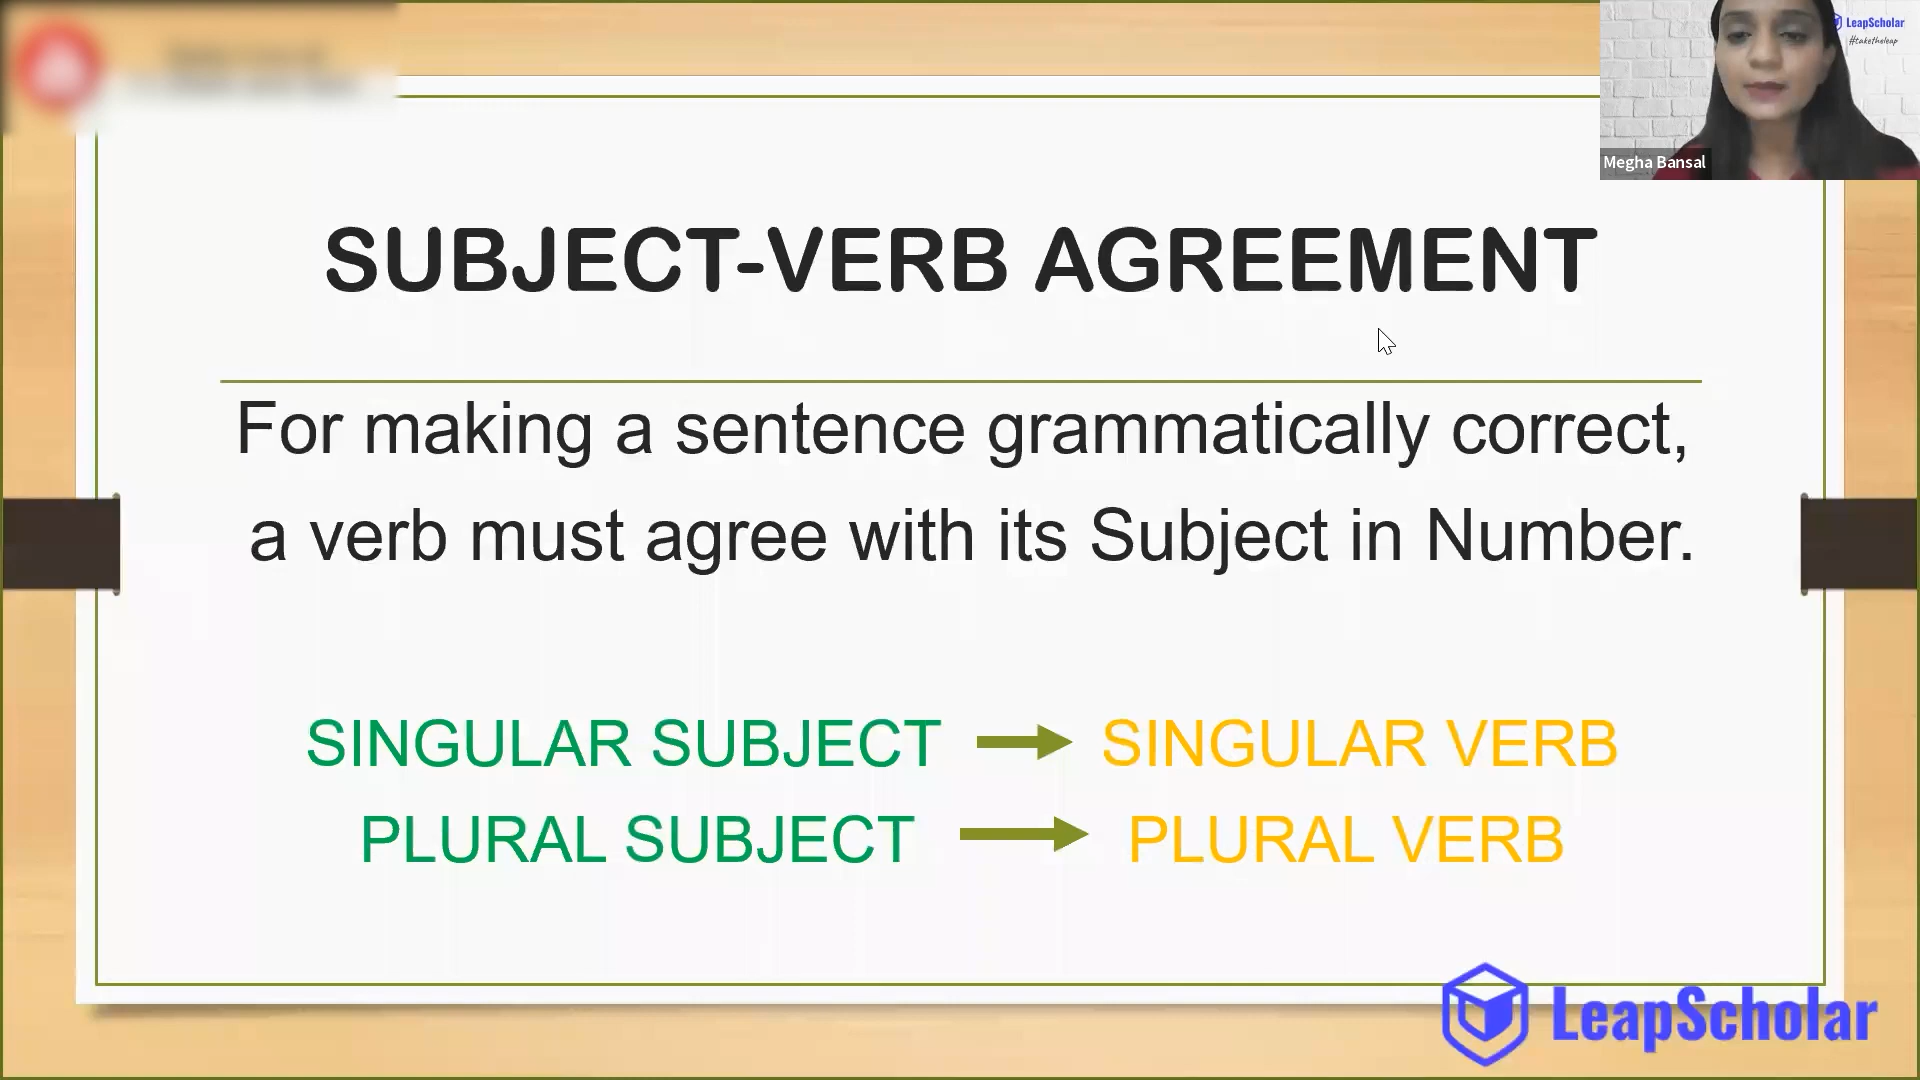 LeapScholar
#taketheleap
Megha Bansal
SUBJECT-VERB AGREEMENT
For making a sentence grammatically correct,
a verb must agree with its Subject in Number.
SINGULAR SUBJECT SINGULAR VERB
PLURAL SUBJECT PLURAL VERB
LeapScholar